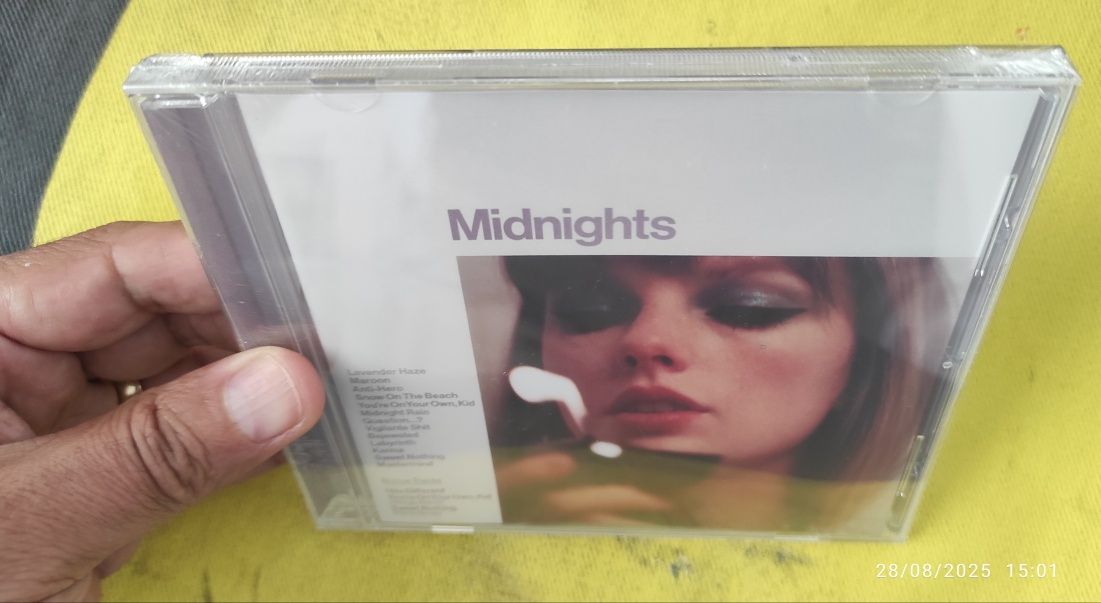 Midnights
Lavender Haze
Maroon
Anti-Hero
Snow On The Beach
You're On Your Own, Kid
Midnight Rain
Question...?
Vigilante Shit
Bejeweled
Labyrinth
Karma
Sweet Nothing
Mastermind
28/08/2025 15:01